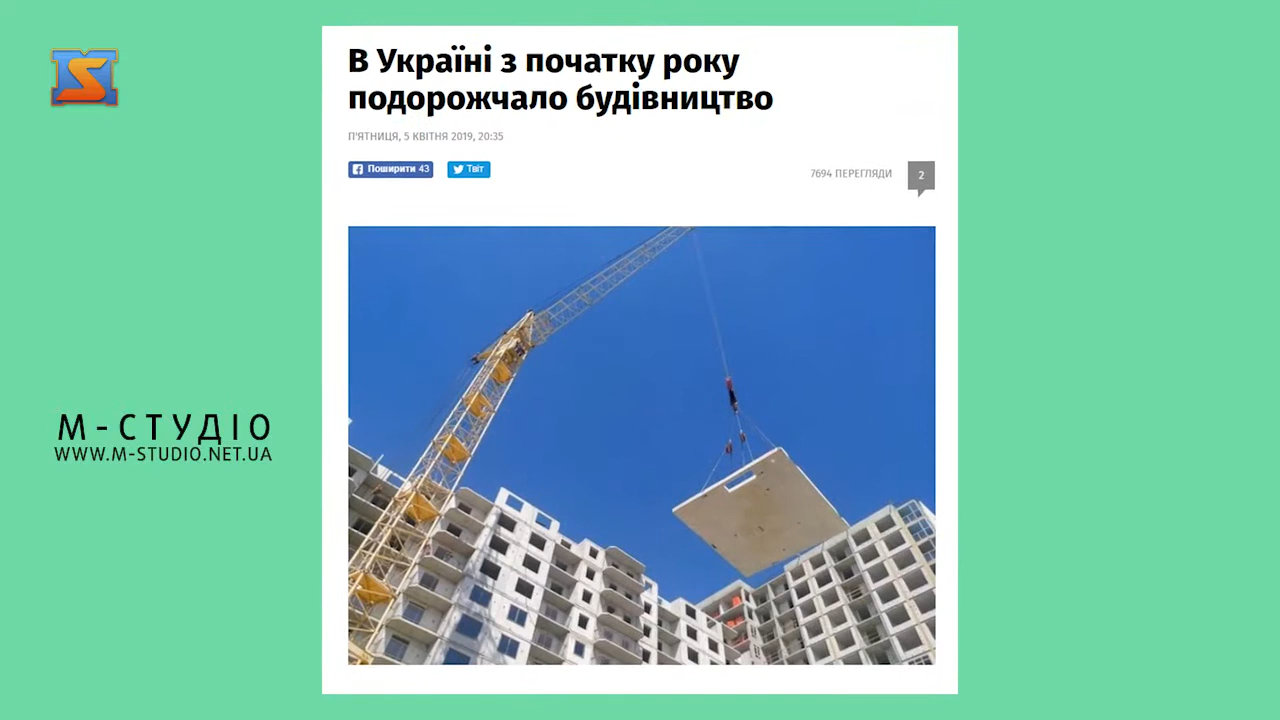 В Україні з початку року
подорожчало будівництво
П'ЯТНИЦЯ, 5 КВІТНЯ 2019, 20:35
Поширити 43
Твіт
7694 ПЕРЕГЛЯДИ
2
М-СТУДІО
WWW.M-STUDIO.NET.UA